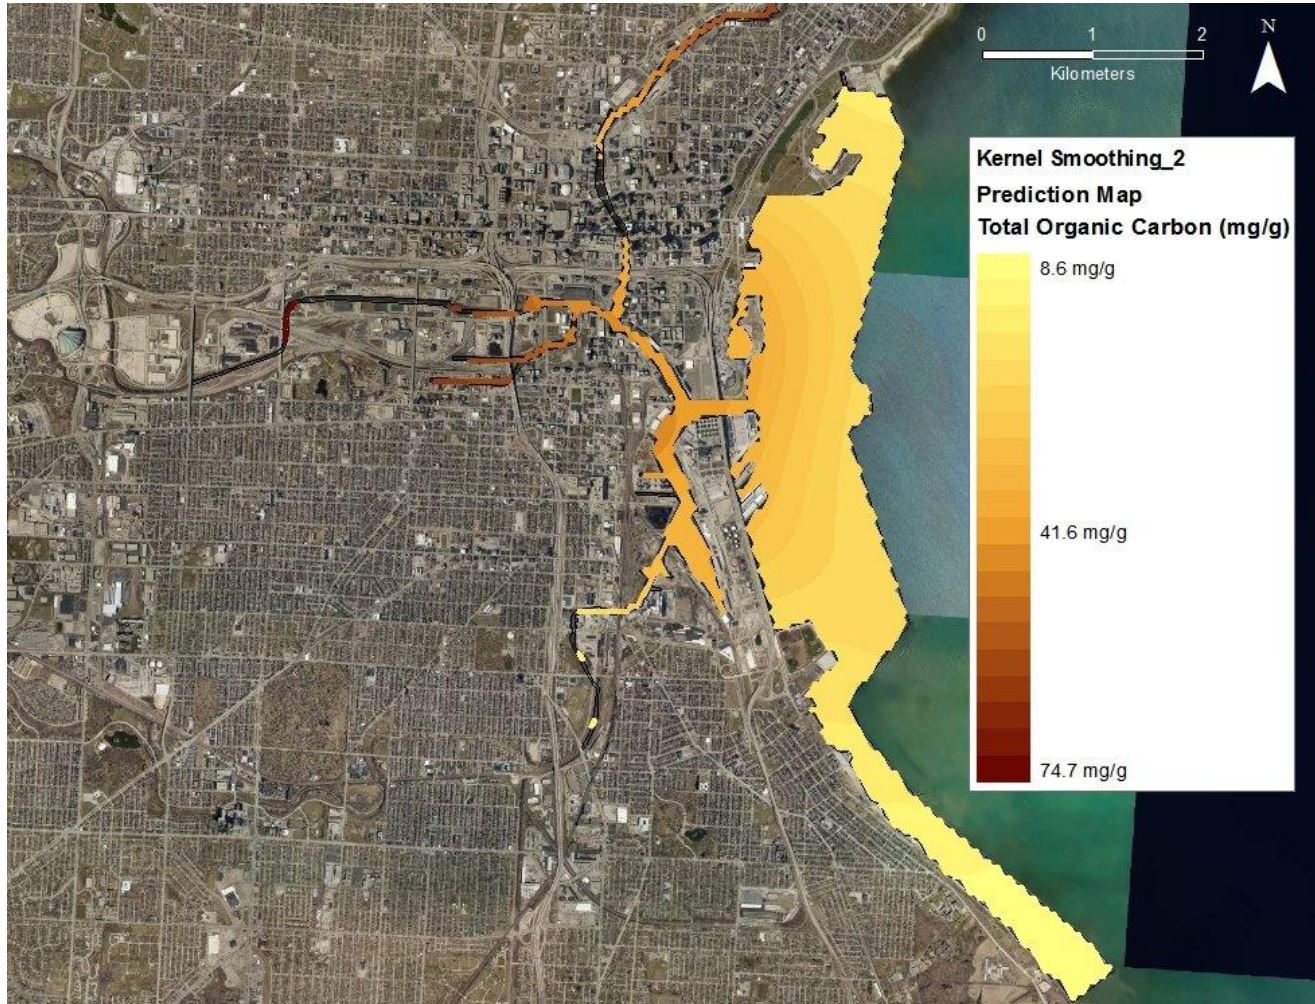 0 1 2
Kilometers
N
Kernel Smoothing_2
Prediction Map
Total Organic Carbon (mg/g)
8.6 mg/g
41.6 mg/g
74.7 mg/g